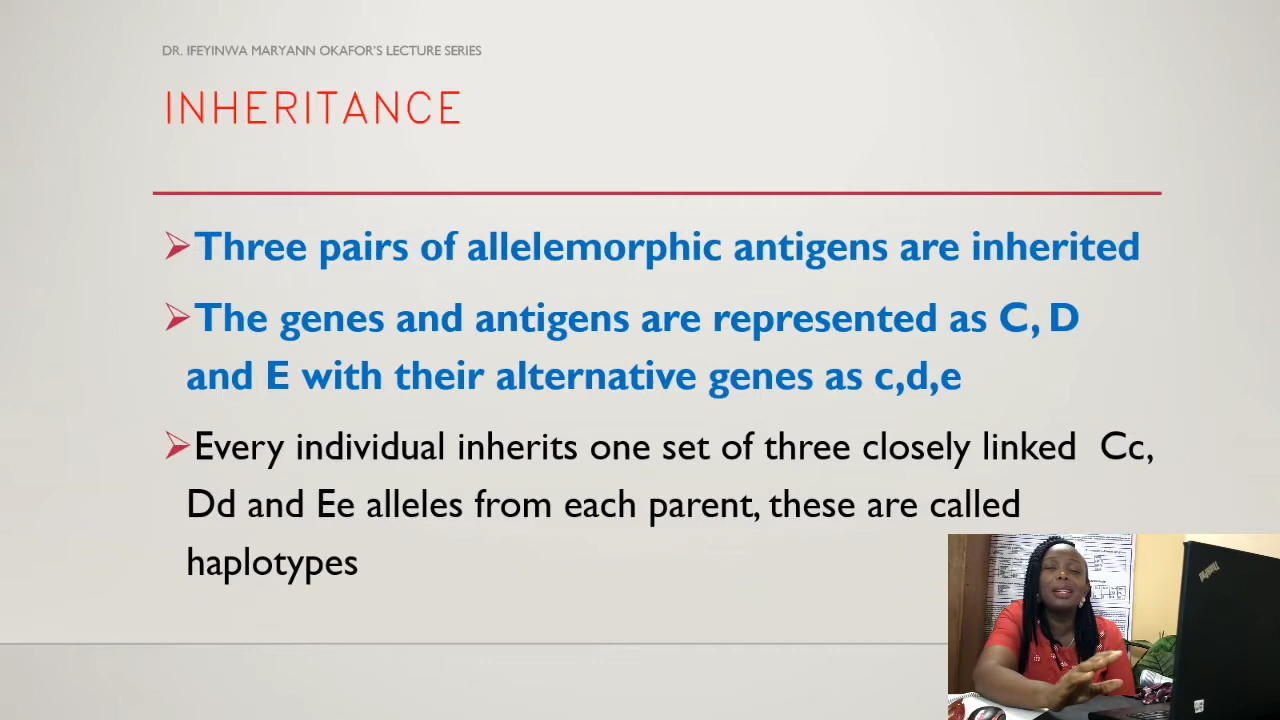 DR. IFEYINWA MARYANN OKAFOR'S LECTURE SERIES
INHERITANCE
Three pairs of allelemorphic antigens are inherited
The genes and antigens are represented as C, D
and E with their alternative genes as c,d,e
Every individual inherits one set of three closely linked Cc,
Dd and Ee alleles from each parent, these are called
haplotypes
ThinkPad